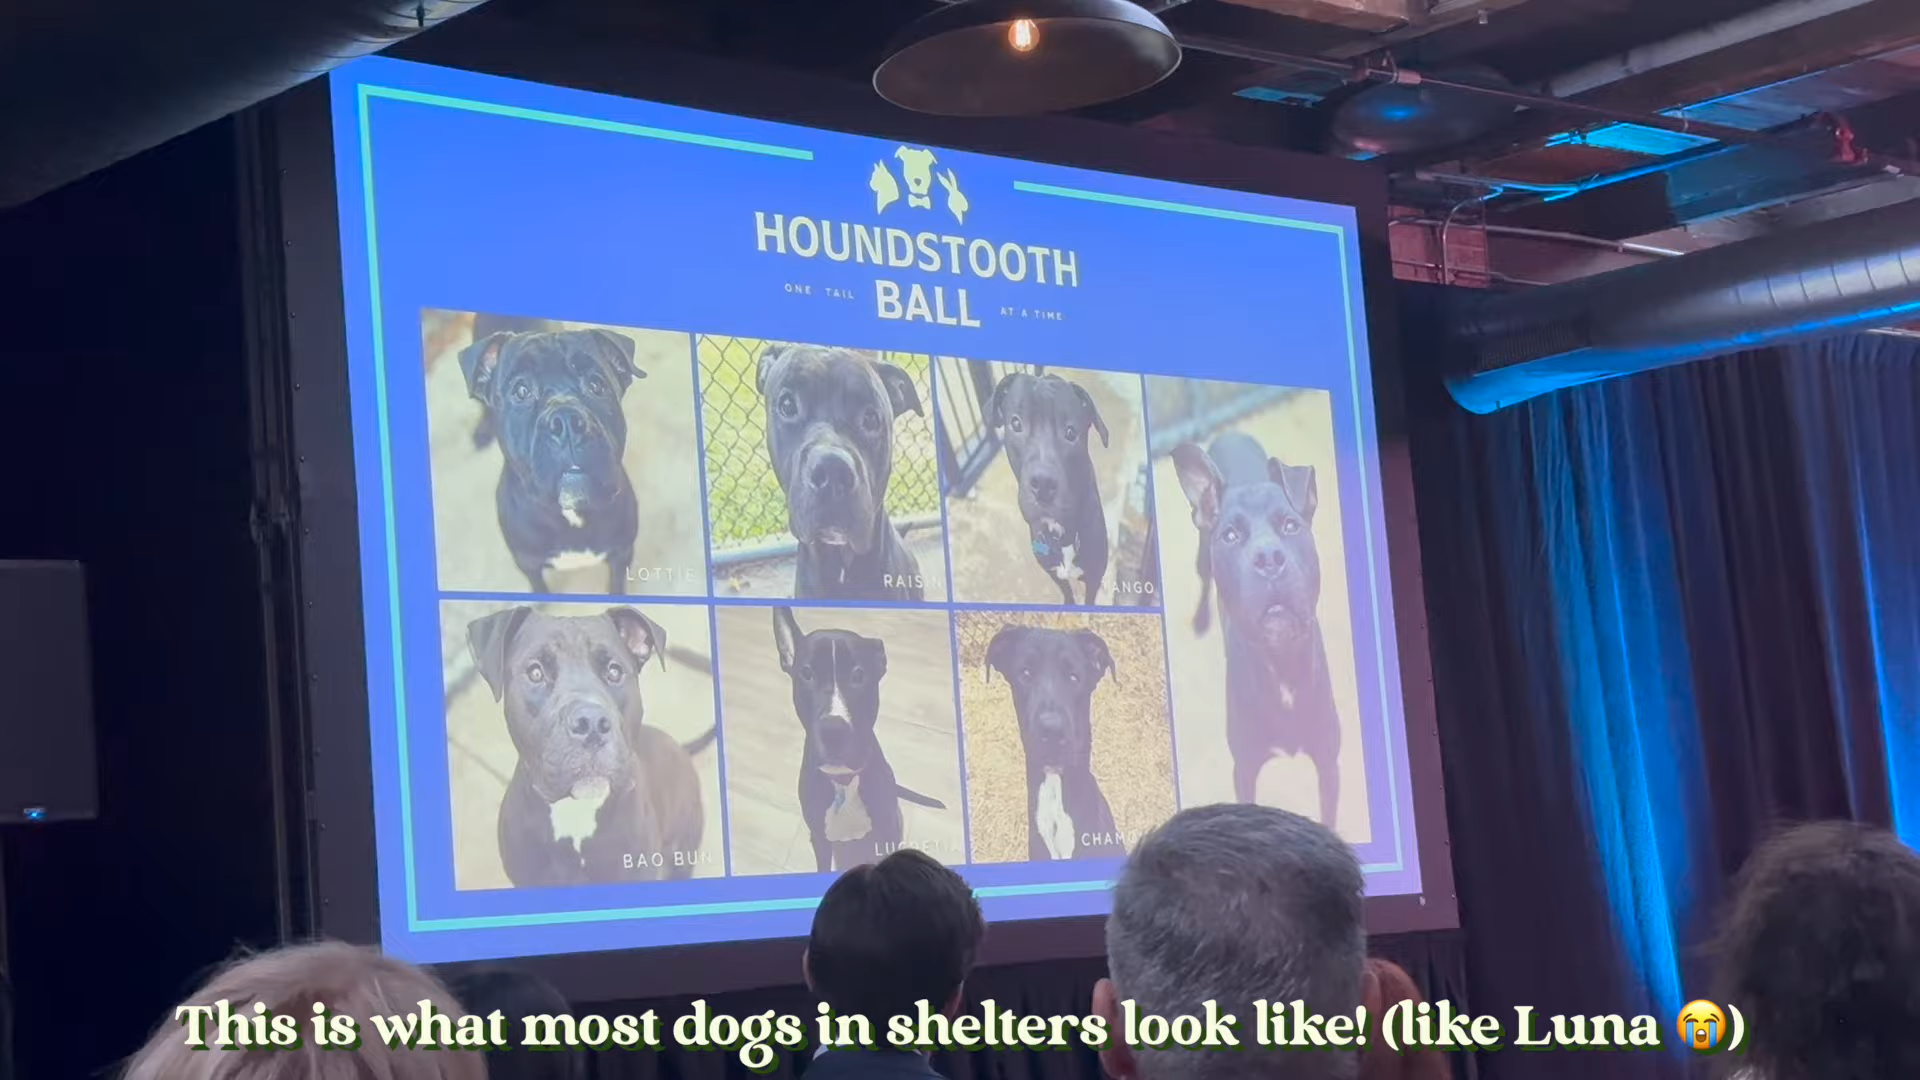 HOUNDSTOOTH
ONE TAIL BALL AT A TIME
LOTTIE
RAISIN
TANGO
BAO BUN
This is what most dogs in shelters look like! (like Luna 😭)